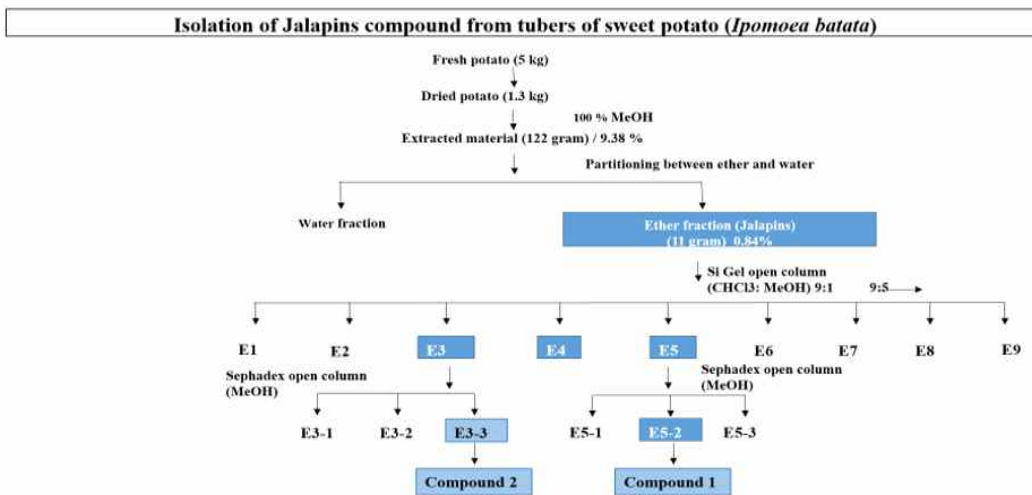 Isolation of Jalapins compound from tubers of sweet potato (Ipomoea batata)
Fresh potato (5 kg)
Dried potato (1.3 kg)
100 % MeOH
Extracted material (122 gram) / 9.38 %
Partitioning between ether and water
Water fraction
Ether fraction (Jalapins)
(11 gram) 0.84%
Si Gel open column
(CHCl3: MeOH) 9:1 9:5
E1 E2 E3 E4 E5 E6 E7 E8 E9
Sephadex open column
(MeOH)
Sephadex open column
(MeOH)
E3-1 E3-2 E3-3 E5-1 E5-2 E5-3
Compound 2 Compound 1